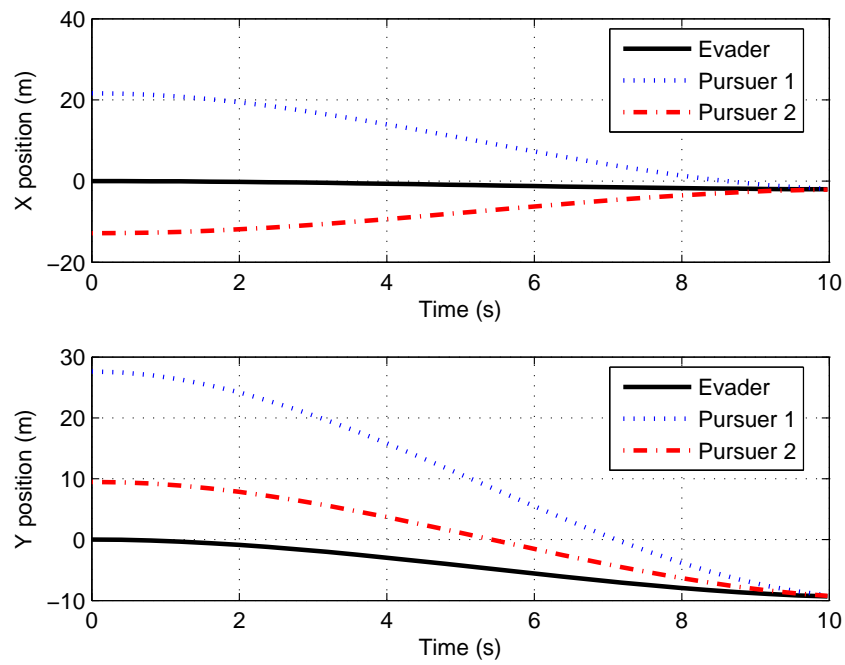 40
20
0
−20
X position (m)
0
2
4
6
8
10
Time (s)
Evader
Pursuer 1
Pursuer 2
30
20
10
0
−10
Y position (m)
0
2
4
6
8
10
Time (s)
Evader
Pursuer 1
Pursuer 2